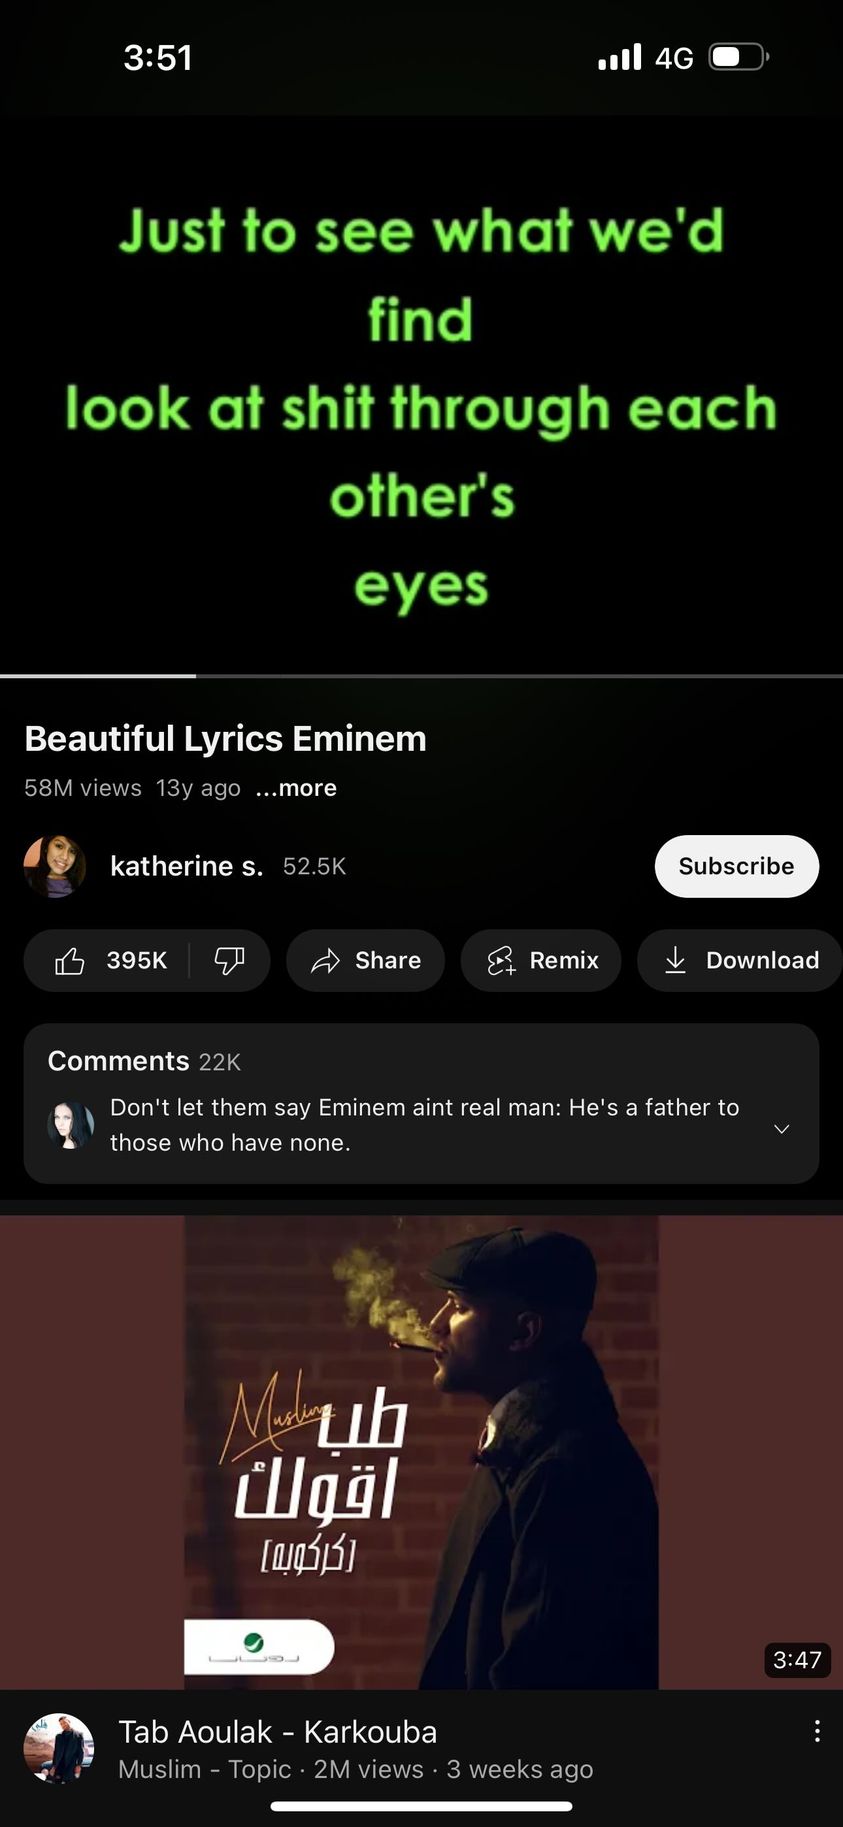 3:51
4G
Just to see what we'd
find
look at shit through each
other's
eyes
Beautiful Lyrics Eminem
58M views 13y ago ...more
katherine s. 52.5K
Subscribe
395K
Share
Remix
Download
Comments 22K
Don't let them say Eminem aint real man: He's a father to
those who have none.
Muslim
طب
اقولك
[كركوبه]
روتانا
3:47
Tab Aoulak - Karkouba
Muslim - Topic · 2M views · 3 weeks ago